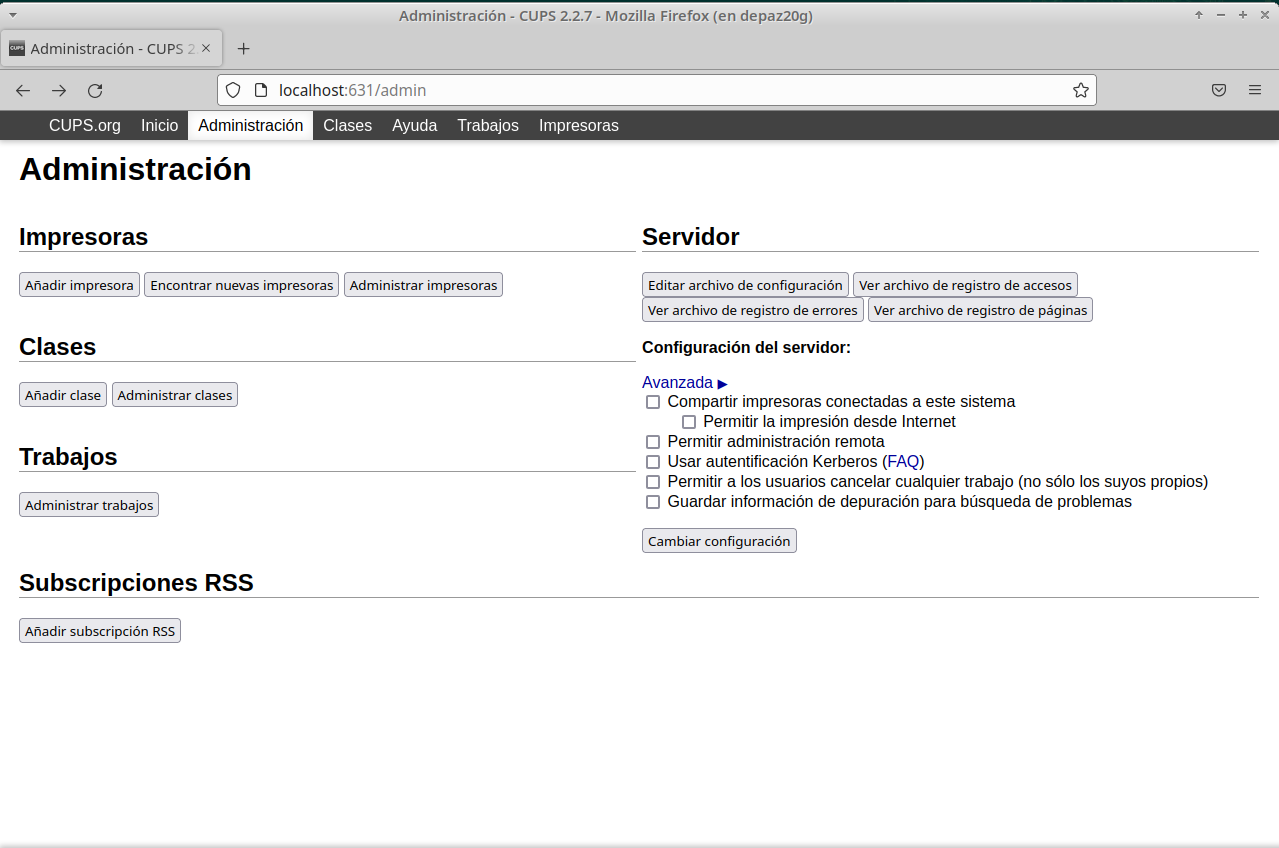 Administración - CUPS 2.2.7 - Mozilla Firefox (en depaz20g)
CUPS Administración - CUPS 2.
localhost:631/admin
CUPS.org Inicio Administración Clases Ayuda Trabajos Impresoras
Administración
Impresoras
Añadir impresora Encontrar nuevas impresoras Administrar impresoras
Clases
Añadir clase Administrar clases
Trabajos
Administrar trabajos
Servidor
Editar archivo de configuración Ver archivo de registro de accesos
Ver archivo de registro de errores Ver archivo de registro de páginas
Configuración del servidor:
Avanzada ▶
Compartir impresoras conectadas a este sistema
Permitir la impresión desde Internet
Permitir administración remota
Usar autentificación Kerberos (FAQ)
Permitir a los usuarios cancelar cualquier trabajo (no sólo los suyos propios)
Guardar información de depuración para búsqueda de problemas
Cambiar configuración
Subscripciones RSS
Añadir subscripción RSS